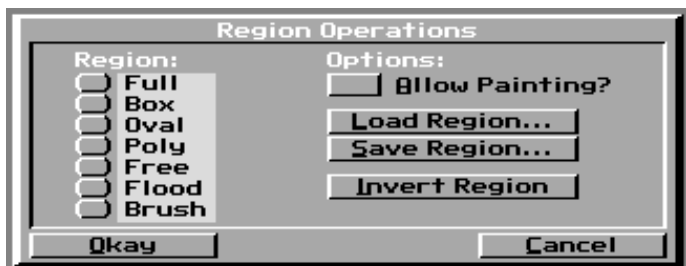 Region Operations
Region:
Full
Box
Oval
Poly
Free
Flood
Brush
Options:
Allow Painting?
Load Region...
Save Region...
Invert Region
Okay
Cancel